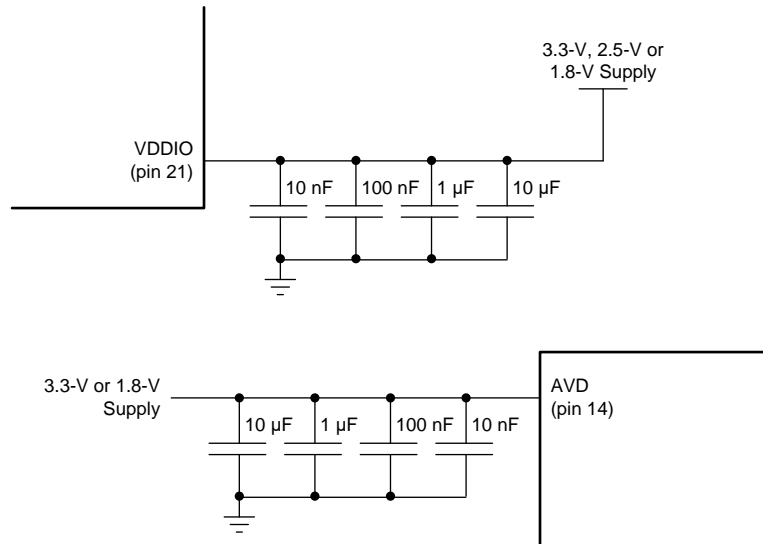 3.3-V, 2.5-V or
1.8-V Supply
VDDIO
(pin 21)
10 nF
100 nF
1 µF
10 µF
3.3-V or 1.8-V
Supply
AVD
(pin 14)
10 µF
1 µF
100 nF
10 nF